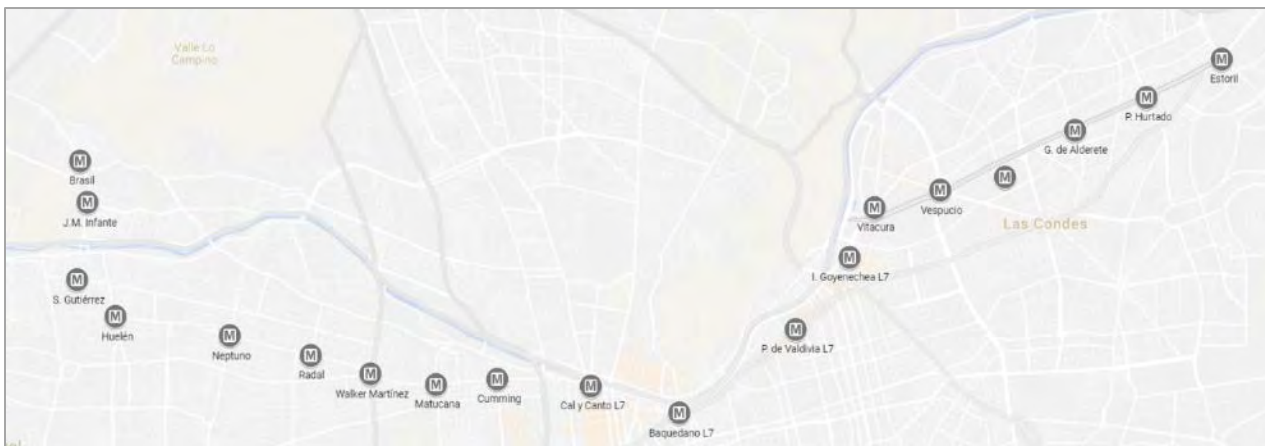 Valle Lo
Campino
M
Estoril
M
P. Hurtado
M
G. de Alderete
M
Brasil
M
J.M. Infante
M
M
Vespucio
M
Vitacura
Las Condes
M
I. Goyenechea L7
M
S. Gutiérrez
M
Huelén
M
Neptuno
M
P. de Valdivia L7
M
Radal
M
Walker Martínez
M
Matucana
M
Cumming
M
Cal y Canto L7
M
Baquedano L7